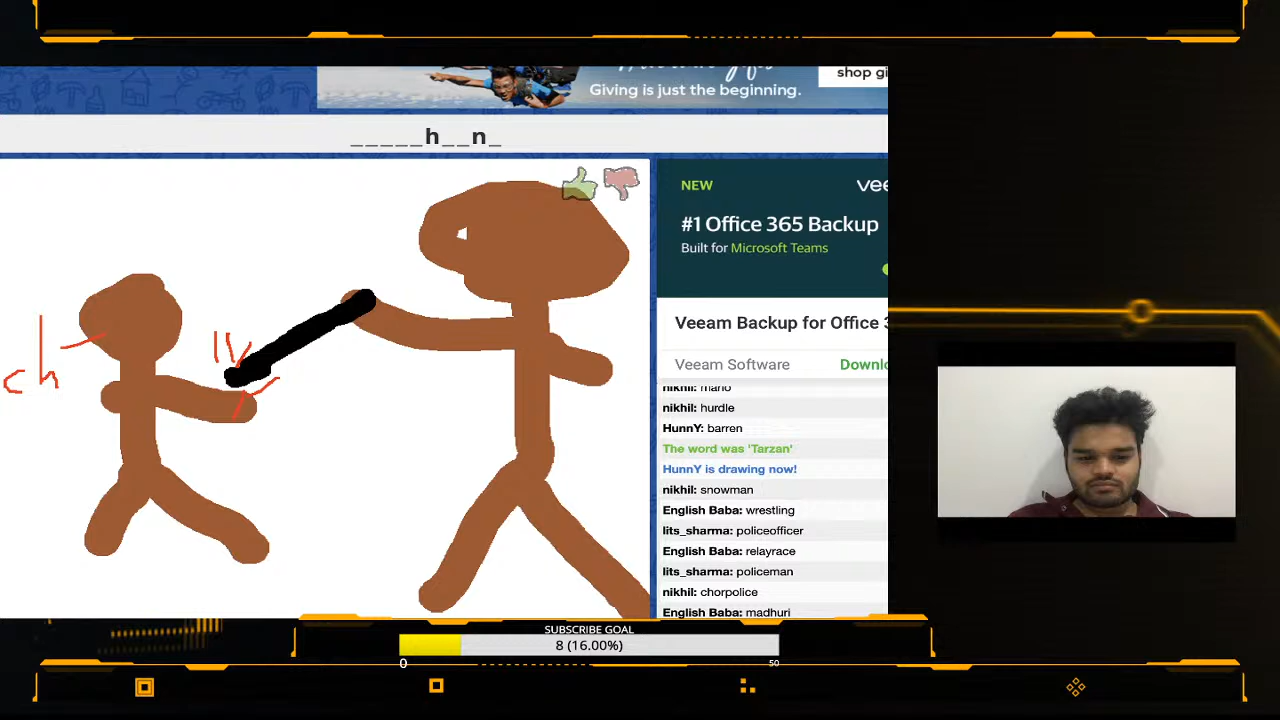 Giving is just the beginning.
shop gi
_____h__n_
NEW
vee
#1 Office 365 Backup
Built for Microsoft Teams
ch
Veeam Backup for Office 3
Veeam Software
Downlo
nikhil: mario
nikhil: hurdle
HunnY: barren
The word was 'Tarzan'
HunnY is drawing now!
nikhil: snowman
English Baba: wrestling
lits_sharma: policeofficer
English Baba: relayrace
lits_sharma: policeman
nikhil: chorpolice
English Baba: madhuri
SUBSCRIBE GOAL
8 (16.00%)
0
50